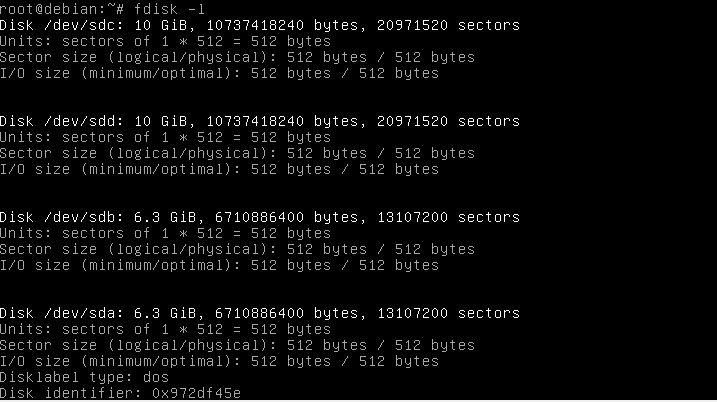 root@debian:~# fdisk -l
Disk /dev/sdc: 10 GiB, 10737418240 bytes, 20971520 sectors
Units: sectors of 1 * 512 = 512 bytes
Sector size (logical/physical): 512 bytes / 512 bytes
I/O size (minimum/optimal): 512 bytes / 512 bytes
Disk /dev/sdd: 10 GiB, 10737418240 bytes, 20971520 sectors
Units: sectors of 1 * 512 = 512 bytes
Sector size (logical/physical): 512 bytes / 512 bytes
I/O size (minimum/optimal): 512 bytes / 512 bytes
Disk /dev/sdb: 6.3 GiB, 6710886400 bytes, 13107200 sectors
Units: sectors of 1 * 512 = 512 bytes
Sector size (logical/physical): 512 bytes / 512 bytes
I/O size (minimum/optimal): 512 bytes / 512 bytes
Disk /dev/sda: 6.3 GiB, 6710886400 bytes, 13107200 sectors
Units: sectors of 1 * 512 = 512 bytes
Sector size (logical/physical): 512 bytes / 512 bytes
I/O size (minimum/optimal): 512 bytes / 512 bytes
Disklabel type: dos
Disk identifier: 0x972df45e